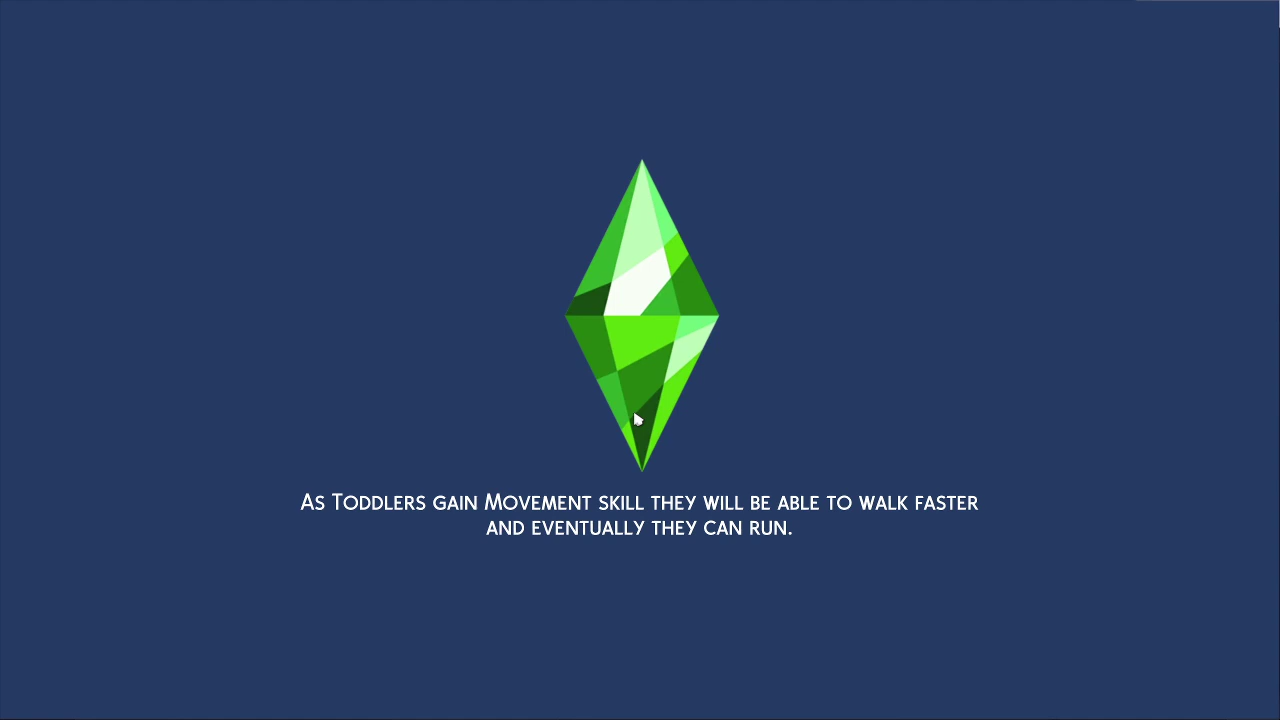 As Toddlers gain Movement skill they will be able to walk faster
and eventually they can run.